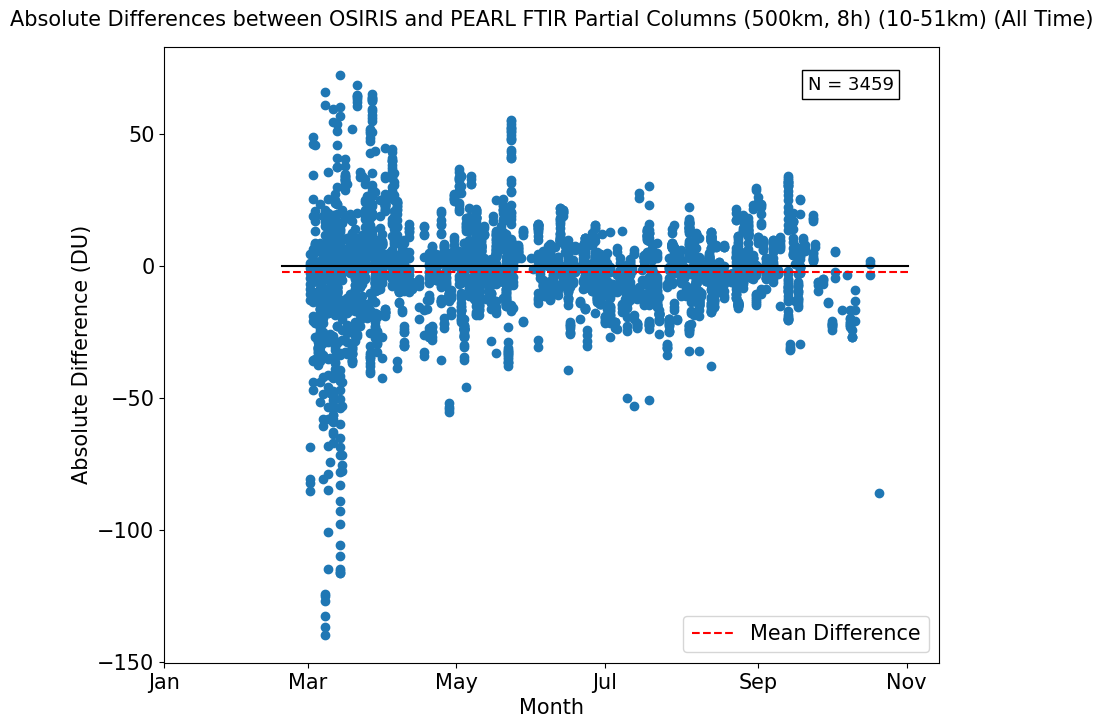 Absolute Differences between OSIRIS and PEARL FTIR Partial Columns (500km, 8h) (10-51km) (All Time)
N = 3459
50
0
−50
−100
−150
Absolute Difference (DU)
Mean Difference
Jan Mar May Jul Sep Nov
Month